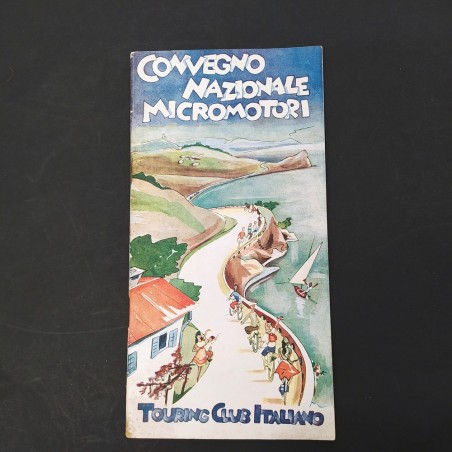 CONVEGNO
NAZIONALE
MICROMOTORI
TOURING CLUB ITALIANO